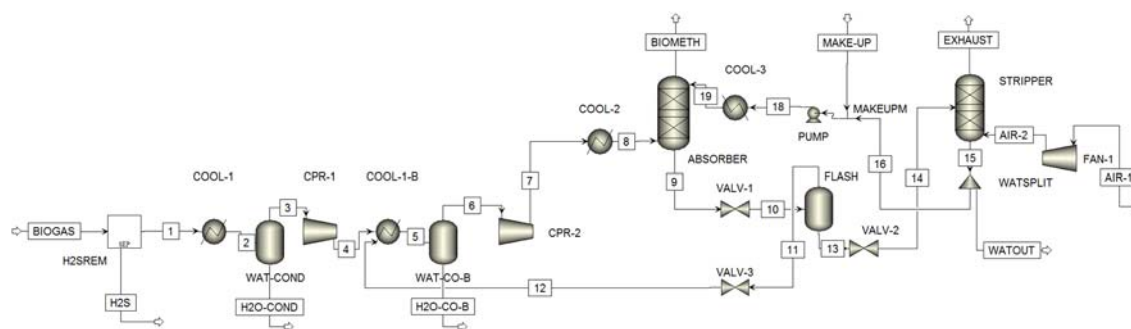 BIOMETH
MAKE-UP
EXHAUST
COOL-3
STRIPPER
COOL-2
19
18
MAKEUPM
8
PUMP
AIR-2
7
ABSORBER
16
14
15
FAN-1
COOL-1
CPR-1
COOL-1-B
9
FLASH
WATSPLIT
AIR-1
VALV-1
3
6
10
BIOGAS
1
2
4
5
CPR-2
11
13
VALV-2
SEP
H2SREM
WAT-COND
WAT-CO-B
VALV-3
WATOUT
12
H2S
H2O-COND
H2O-CO-B